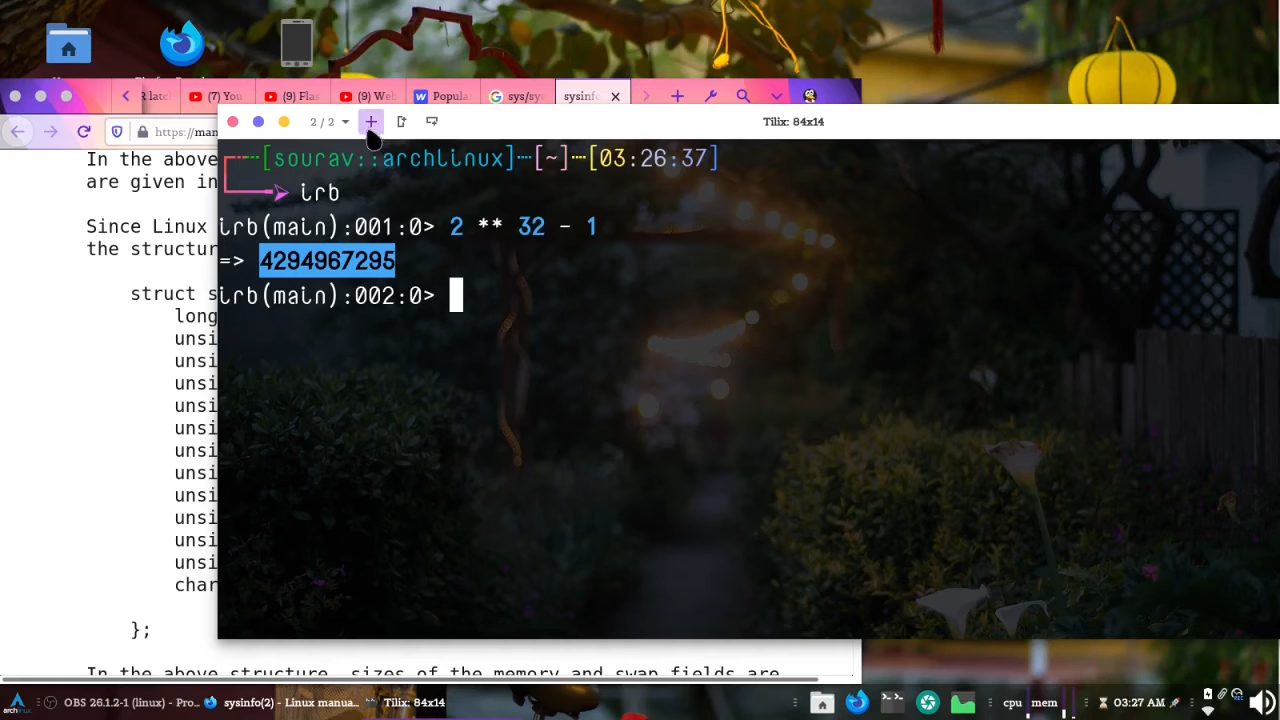 R late
(7) You
(9) Flas
(9) Web
Popula
sys/sys
sysinfo
https://man
2 / 2
Tilix: 84x14
In the above
are given in
Since Linux
the structur
struct s
long
unsi
unsi
unsi
unsi
unsi
unsi
unsi
unsi
unsi
unsi
unsi
char
};
In the above structure, sizes of the memory and swap fields are
[sourav::archlinux]---[~]---[03:26:37]
irb
irb(main):001:0> 2 ** 32 - 1
=> 4294967295
irb(main):002:0>
archlinux
OBS 26.1.2-1 (linux) - Pro...
sysinfo(2) - Linux manua...
Tilix: 84x14
cpu
mem
03:27 AM